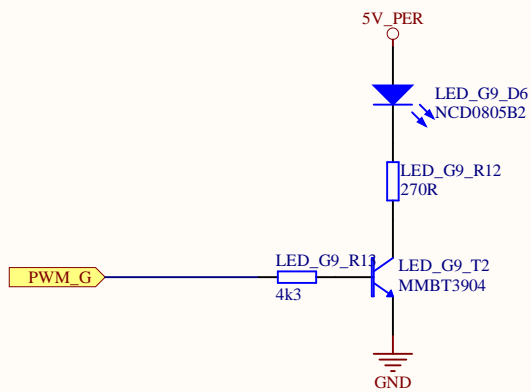 5V_PER
LED_G9_D6
NCD0805B2
LED_G9_R12
270R
LED_G9_R13
4k3
LED_G9_T2
MMBT3904
PWM_G
GND